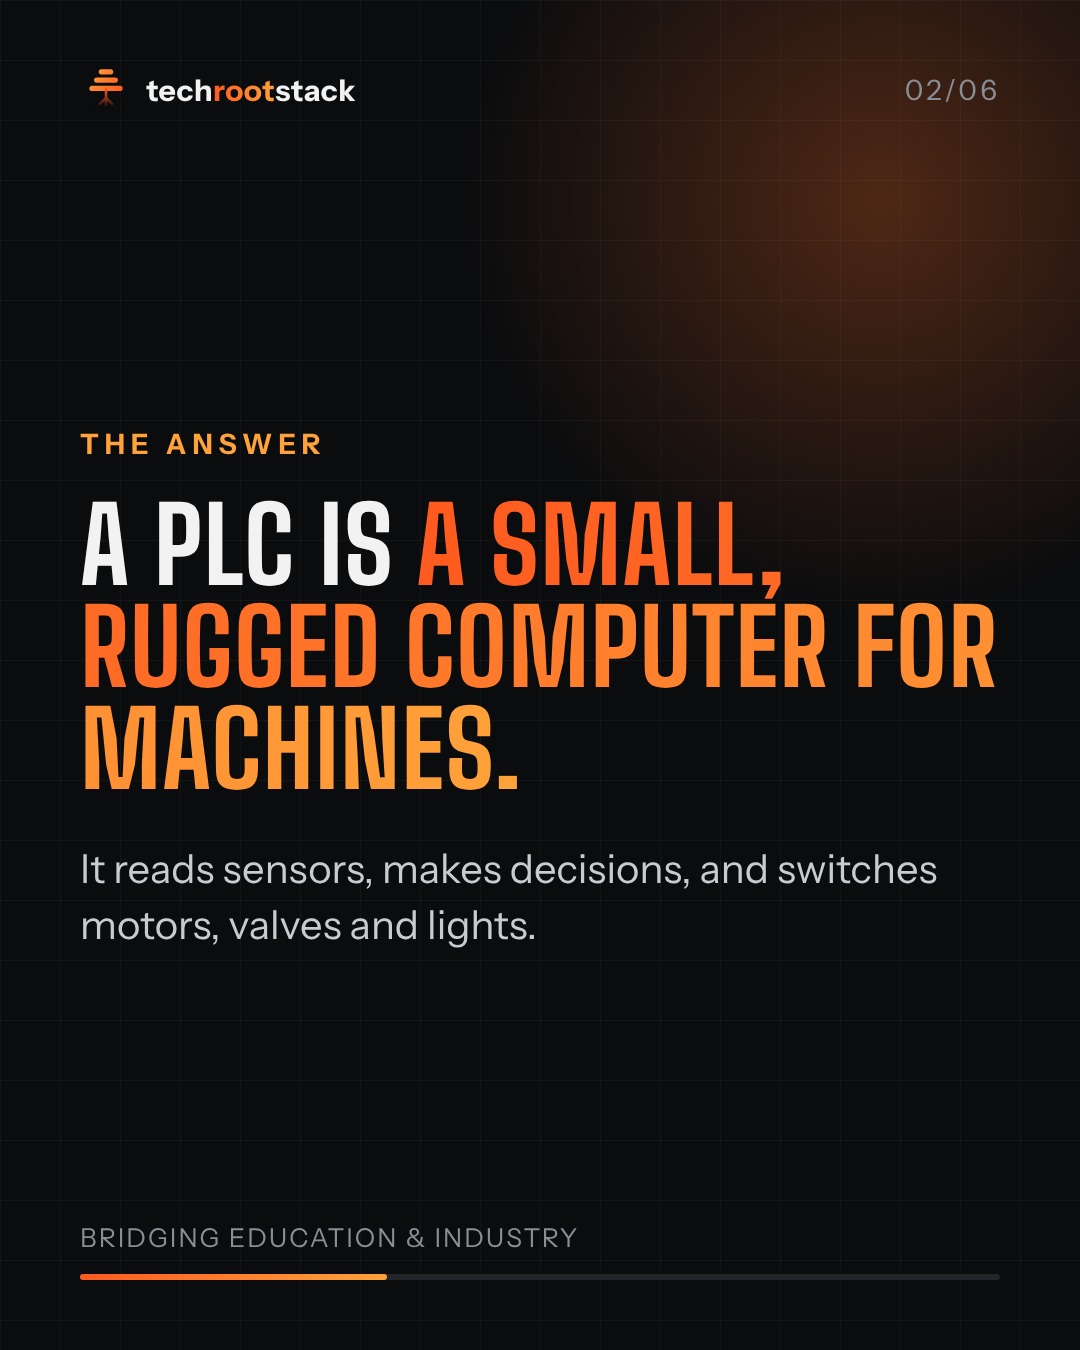 techrootstack
02/06
THE ANSWER
A PLC IS A SMALL,
RUGGED COMPUTER FOR
MACHINES.
It reads sensors, makes decisions, and switches
motors, valves and lights.
BRIDGING EDUCATION & INDUSTRY